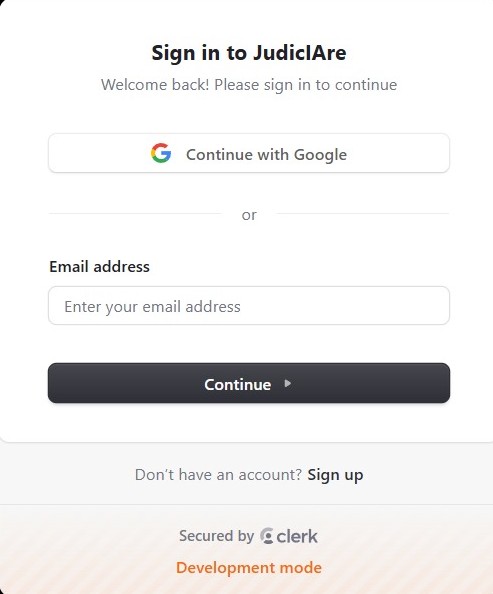 Sign in to JudicIAre
Welcome back! Please sign in to continue
Continue with Google
or
Email address
Enter your email address
Continue
Don't have an account? Sign up
Secured by clerk
Development mode